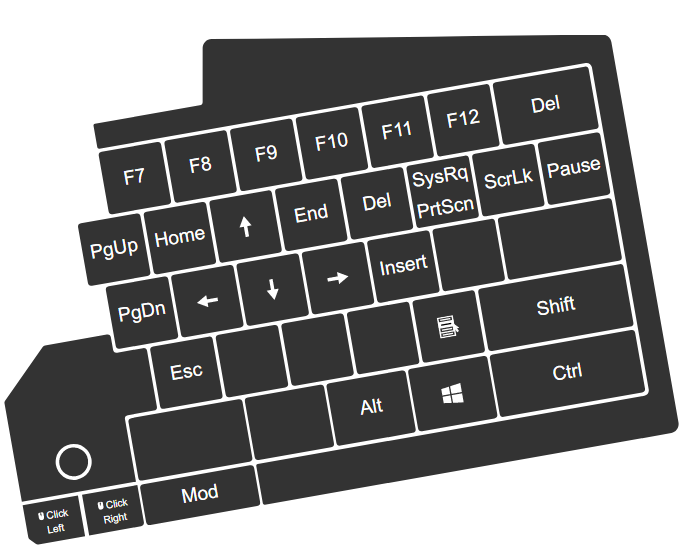 F7
F8
F9
F10
F11
F12
Del
PgUp
Home
End
Del
SysRq
PrtScn
ScrLk
Pause
PgDn
Insert
Esc
Shift
Alt
Ctrl
Click
Left
Click
Right
Mod